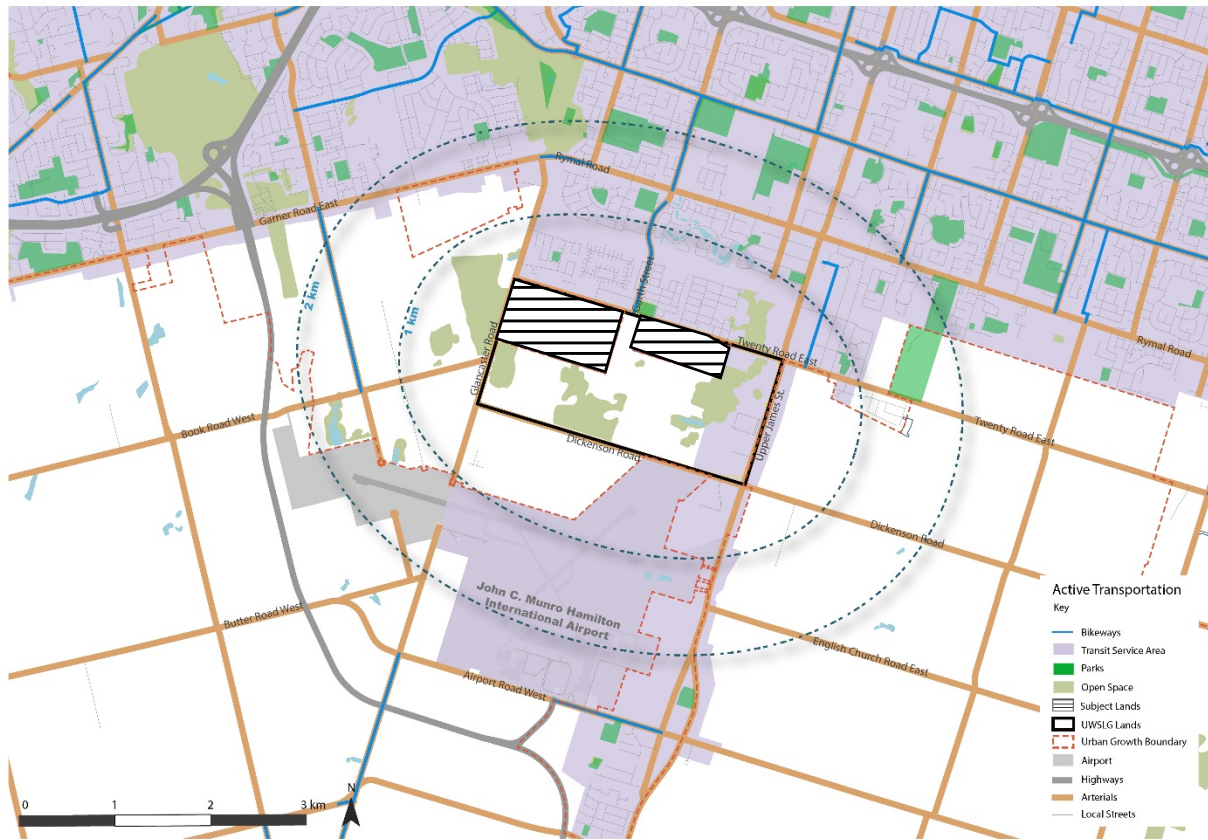 Rymal Road
Garner Road East
2 km
1 km
Garth Street
Glancaster Road
Twenty Road East
Rymal Road
Upper James St.
Book Road West
Dickenson Road
Twenty Road East
Dickenson Road
John C. Munro Hamilton
International Airport
Butter Road West
English Church Road East
Airport Road West
Active Transportation
Key
Bikeways
Transit Service Area
Parks
Open Space
Subject Lands
UWSLG Lands
Urban Growth Boundary
Airport
Highways
Arterials
Local Streets
N
0 1 2 3 km